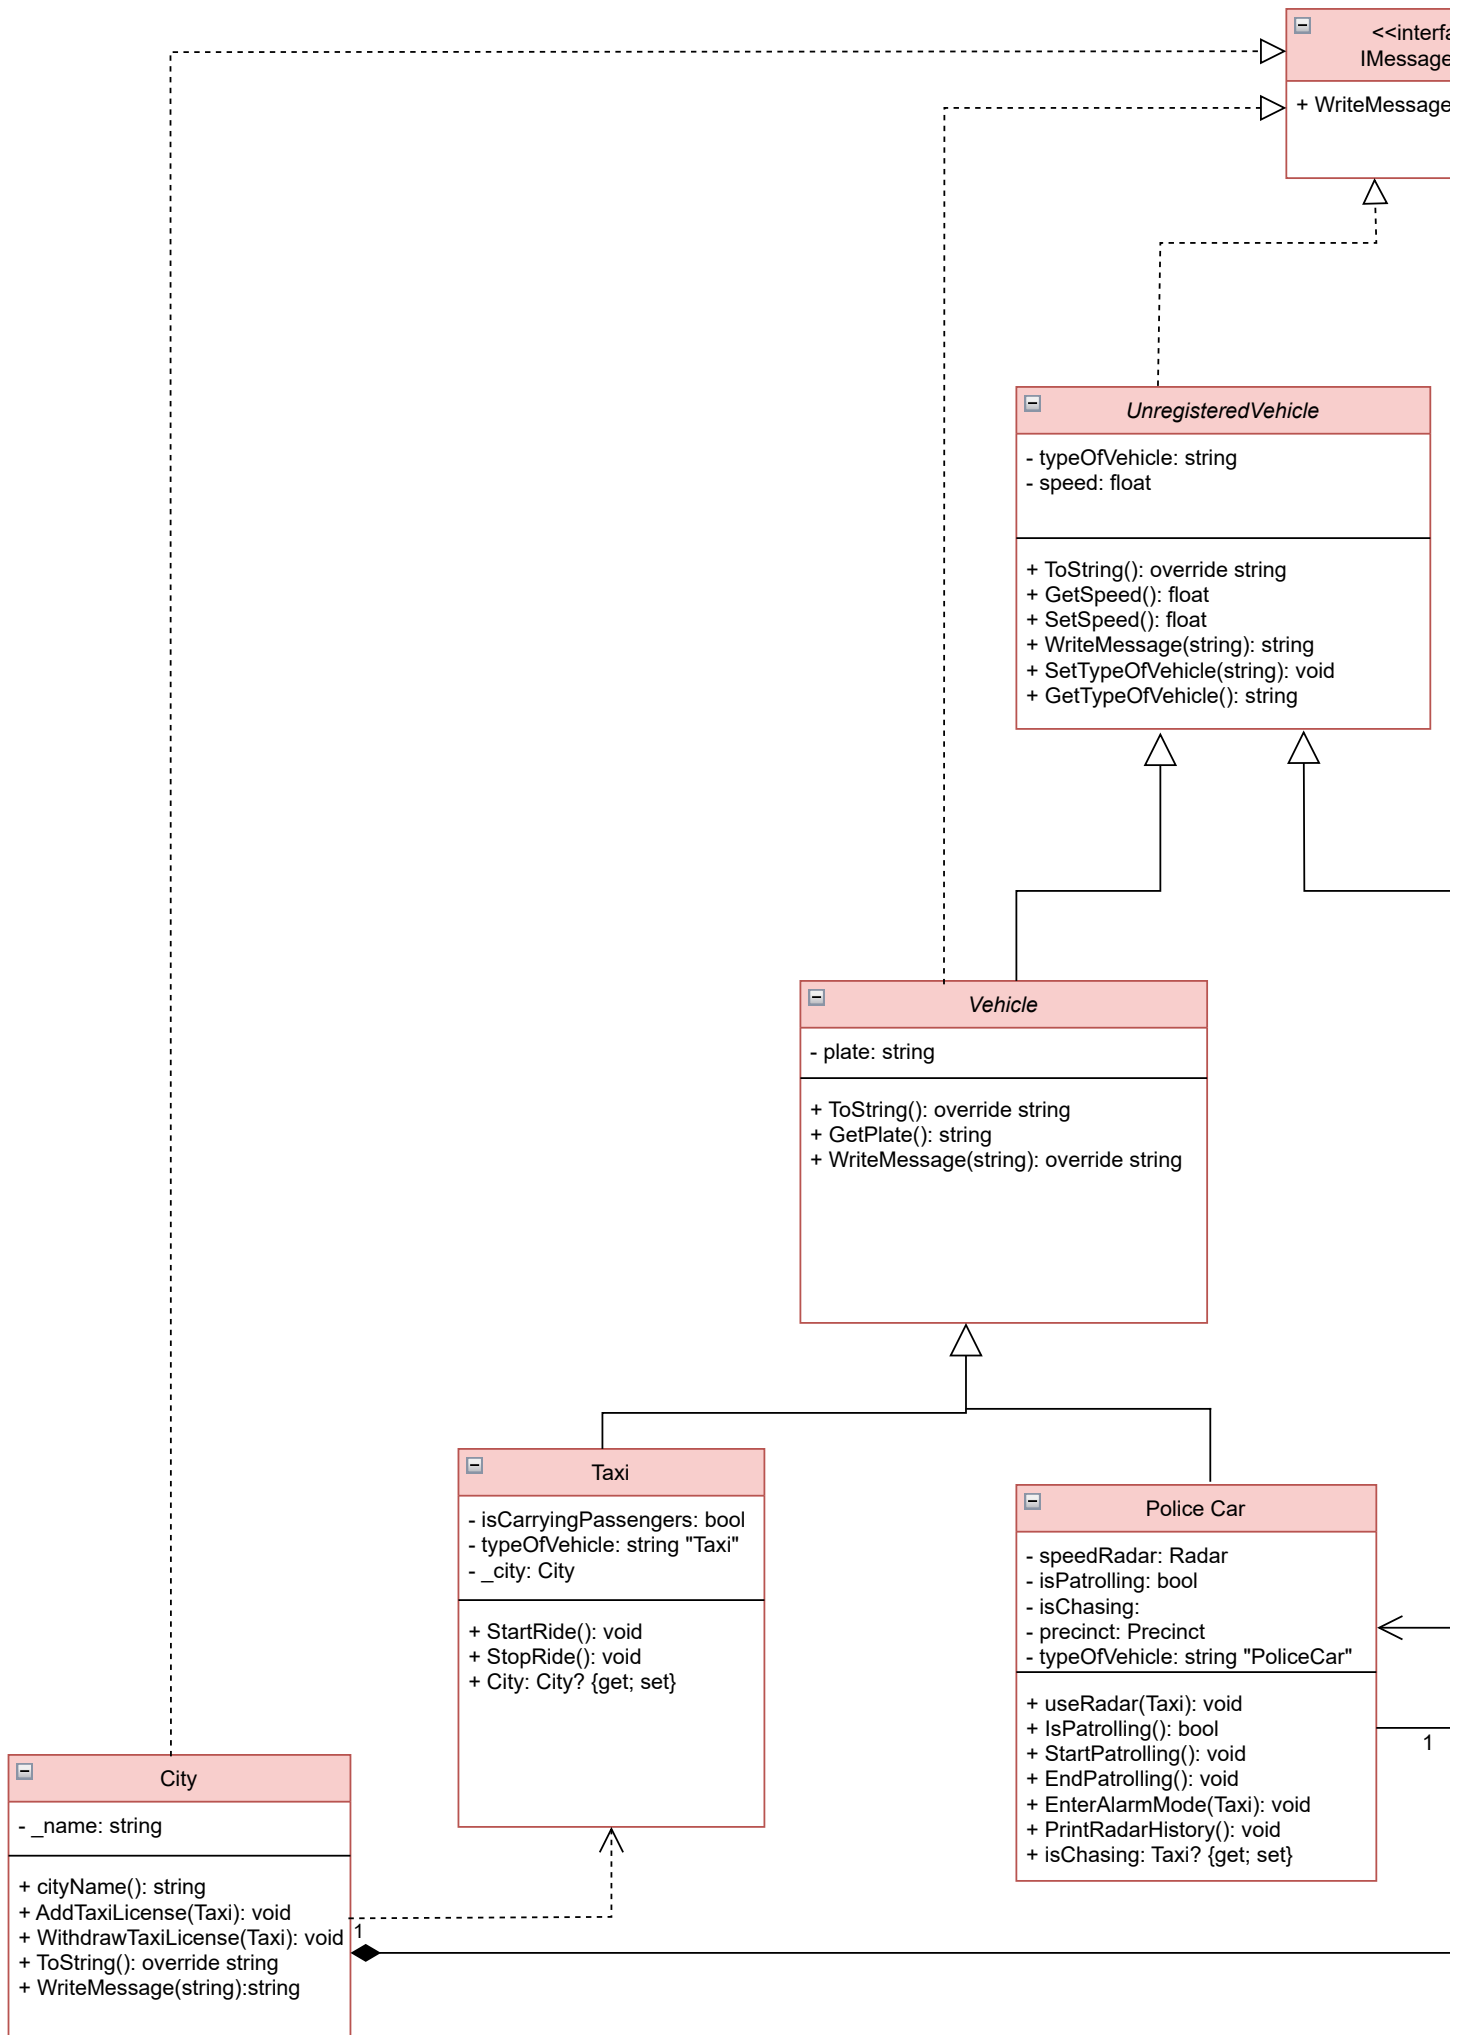 <<interfa
IMessage
+ WriteMessage
UnregisteredVehicle
- typeOfVehicle: string
- speed: float
+ ToString(): override string
+ GetSpeed(): float
+ SetSpeed(): float
+ WriteMessage(string): string
+ SetTypeOfVehicle(string): void
+ GetTypeOfVehicle(): string
Vehicle
- plate: string
+ ToString(): override string
+ GetPlate(): string
+ WriteMessage(string): override string
Taxi
- isCarryingPassengers: bool
- typeOfVehicle: string "Taxi"
- _city: City
+ StartRide(): void
+ StopRide(): void
+ City: City? {get; set}
Police Car
- speedRadar: Radar
- isPatrolling: bool
- isChasing:
- precinct: Precinct
- typeOfVehicle: string "PoliceCar"
+ useRadar(Taxi): void
+ IsPatrolling(): bool
+ StartPatrolling(): void
+ EndPatrolling(): void
+ EnterAlarmMode(Taxi): void
+ PrintRadarHistory(): void
+ isChasing: Taxi? {get; set}
1
City
- _name: string
+ cityName(): string
+ AddTaxiLicense(Taxi): void
+ WithdrawTaxiLicense(Taxi): void
+ ToString(): override string
+ WriteMessage(string):string
1